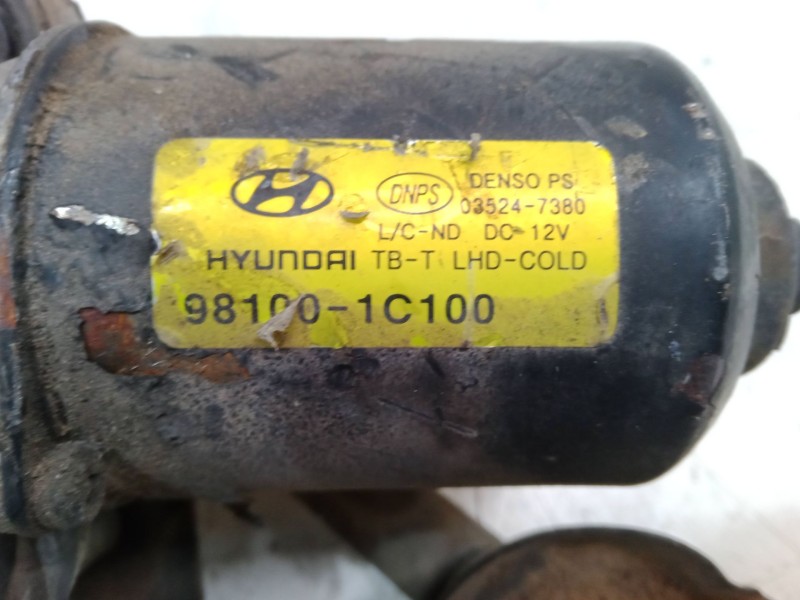 DNPS DENSO PS
03524-7380
L/C-ND DC 12V
HYUNDAI TB-T LHD-COLD
98100-1C100